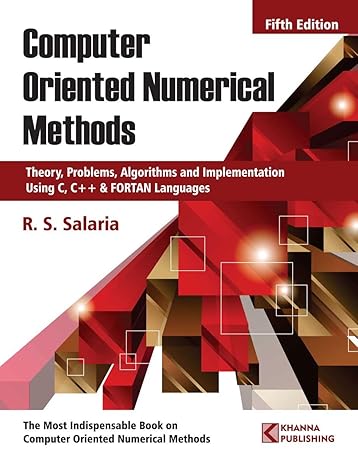 Fifth Edition
Computer
Oriented Numerical
Methods
Theory, Problems, Algorithms and Implementation
Using C, C++ & FORTAN Languages
R. S. Salaria
The Most Indispensable Book on
Computer Oriented Numerical Methods
KHANNA
PUBLISHING